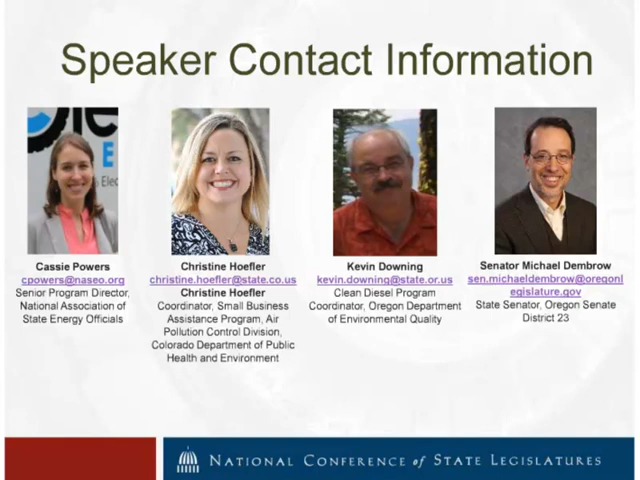 Speaker Contact Information
Cassie Powers
cpowers@naseo.org
Senior Program Director,
National Association of
State Energy Officials
Christine Hoefler
christine.hoefler@state.co.us
Christine Hoefler
Coordinator, Small Business
Assistance Program, Air
Pollution Control Division,
Colorado Department of Public
Health and Environment
Kevin Downing
kevin.downing@state.or.us
Clean Diesel Program
Coordinator, Oregon Department
of Environmental Quality
Senator Michael Dembrow
sen.michaeldembrow@oregonl
egislature.gov
State Senator, Oregon Senate
District 23
NATIONAL CONFERENCE of STATE LEGISLATURES